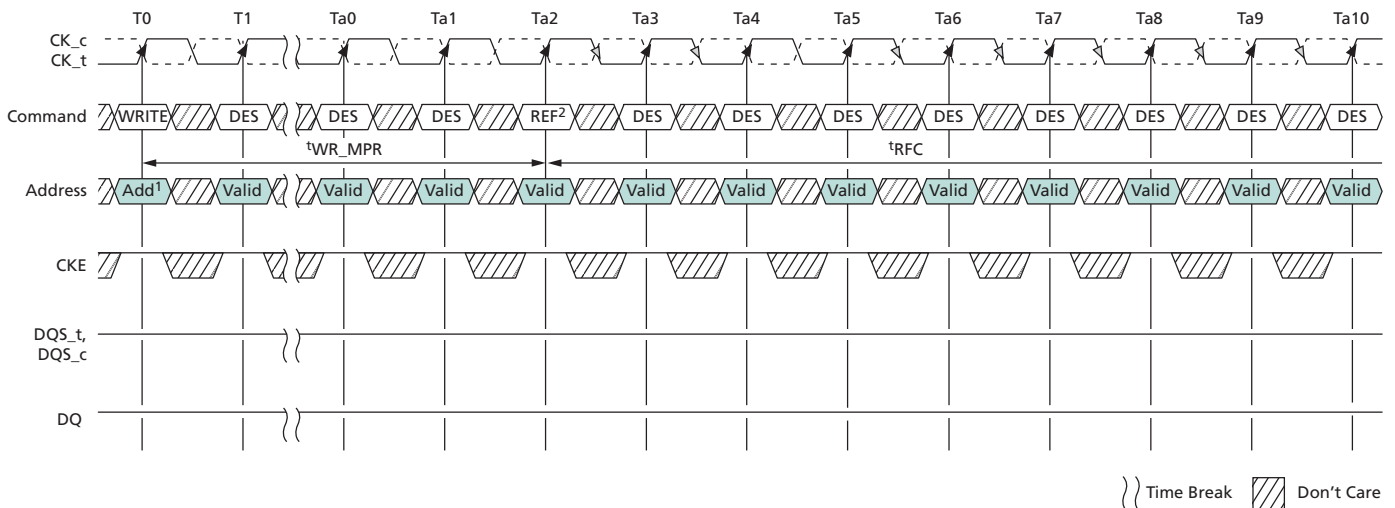 T0 T1 Ta0 Ta1 Ta2 Ta3 Ta4 Ta5 Ta6 Ta7 Ta8 Ta9 Ta10
CK_c
CK_t
Command WRITE DES DES DES REF² DES DES DES DES DES DES DES DES
tWR_MPR tRFC
Address Add¹ Valid Valid Valid Valid Valid Valid Valid Valid Valid Valid Valid Valid
CKE
DQS_t,
DQS_c
DQ
Time Break Don't Care